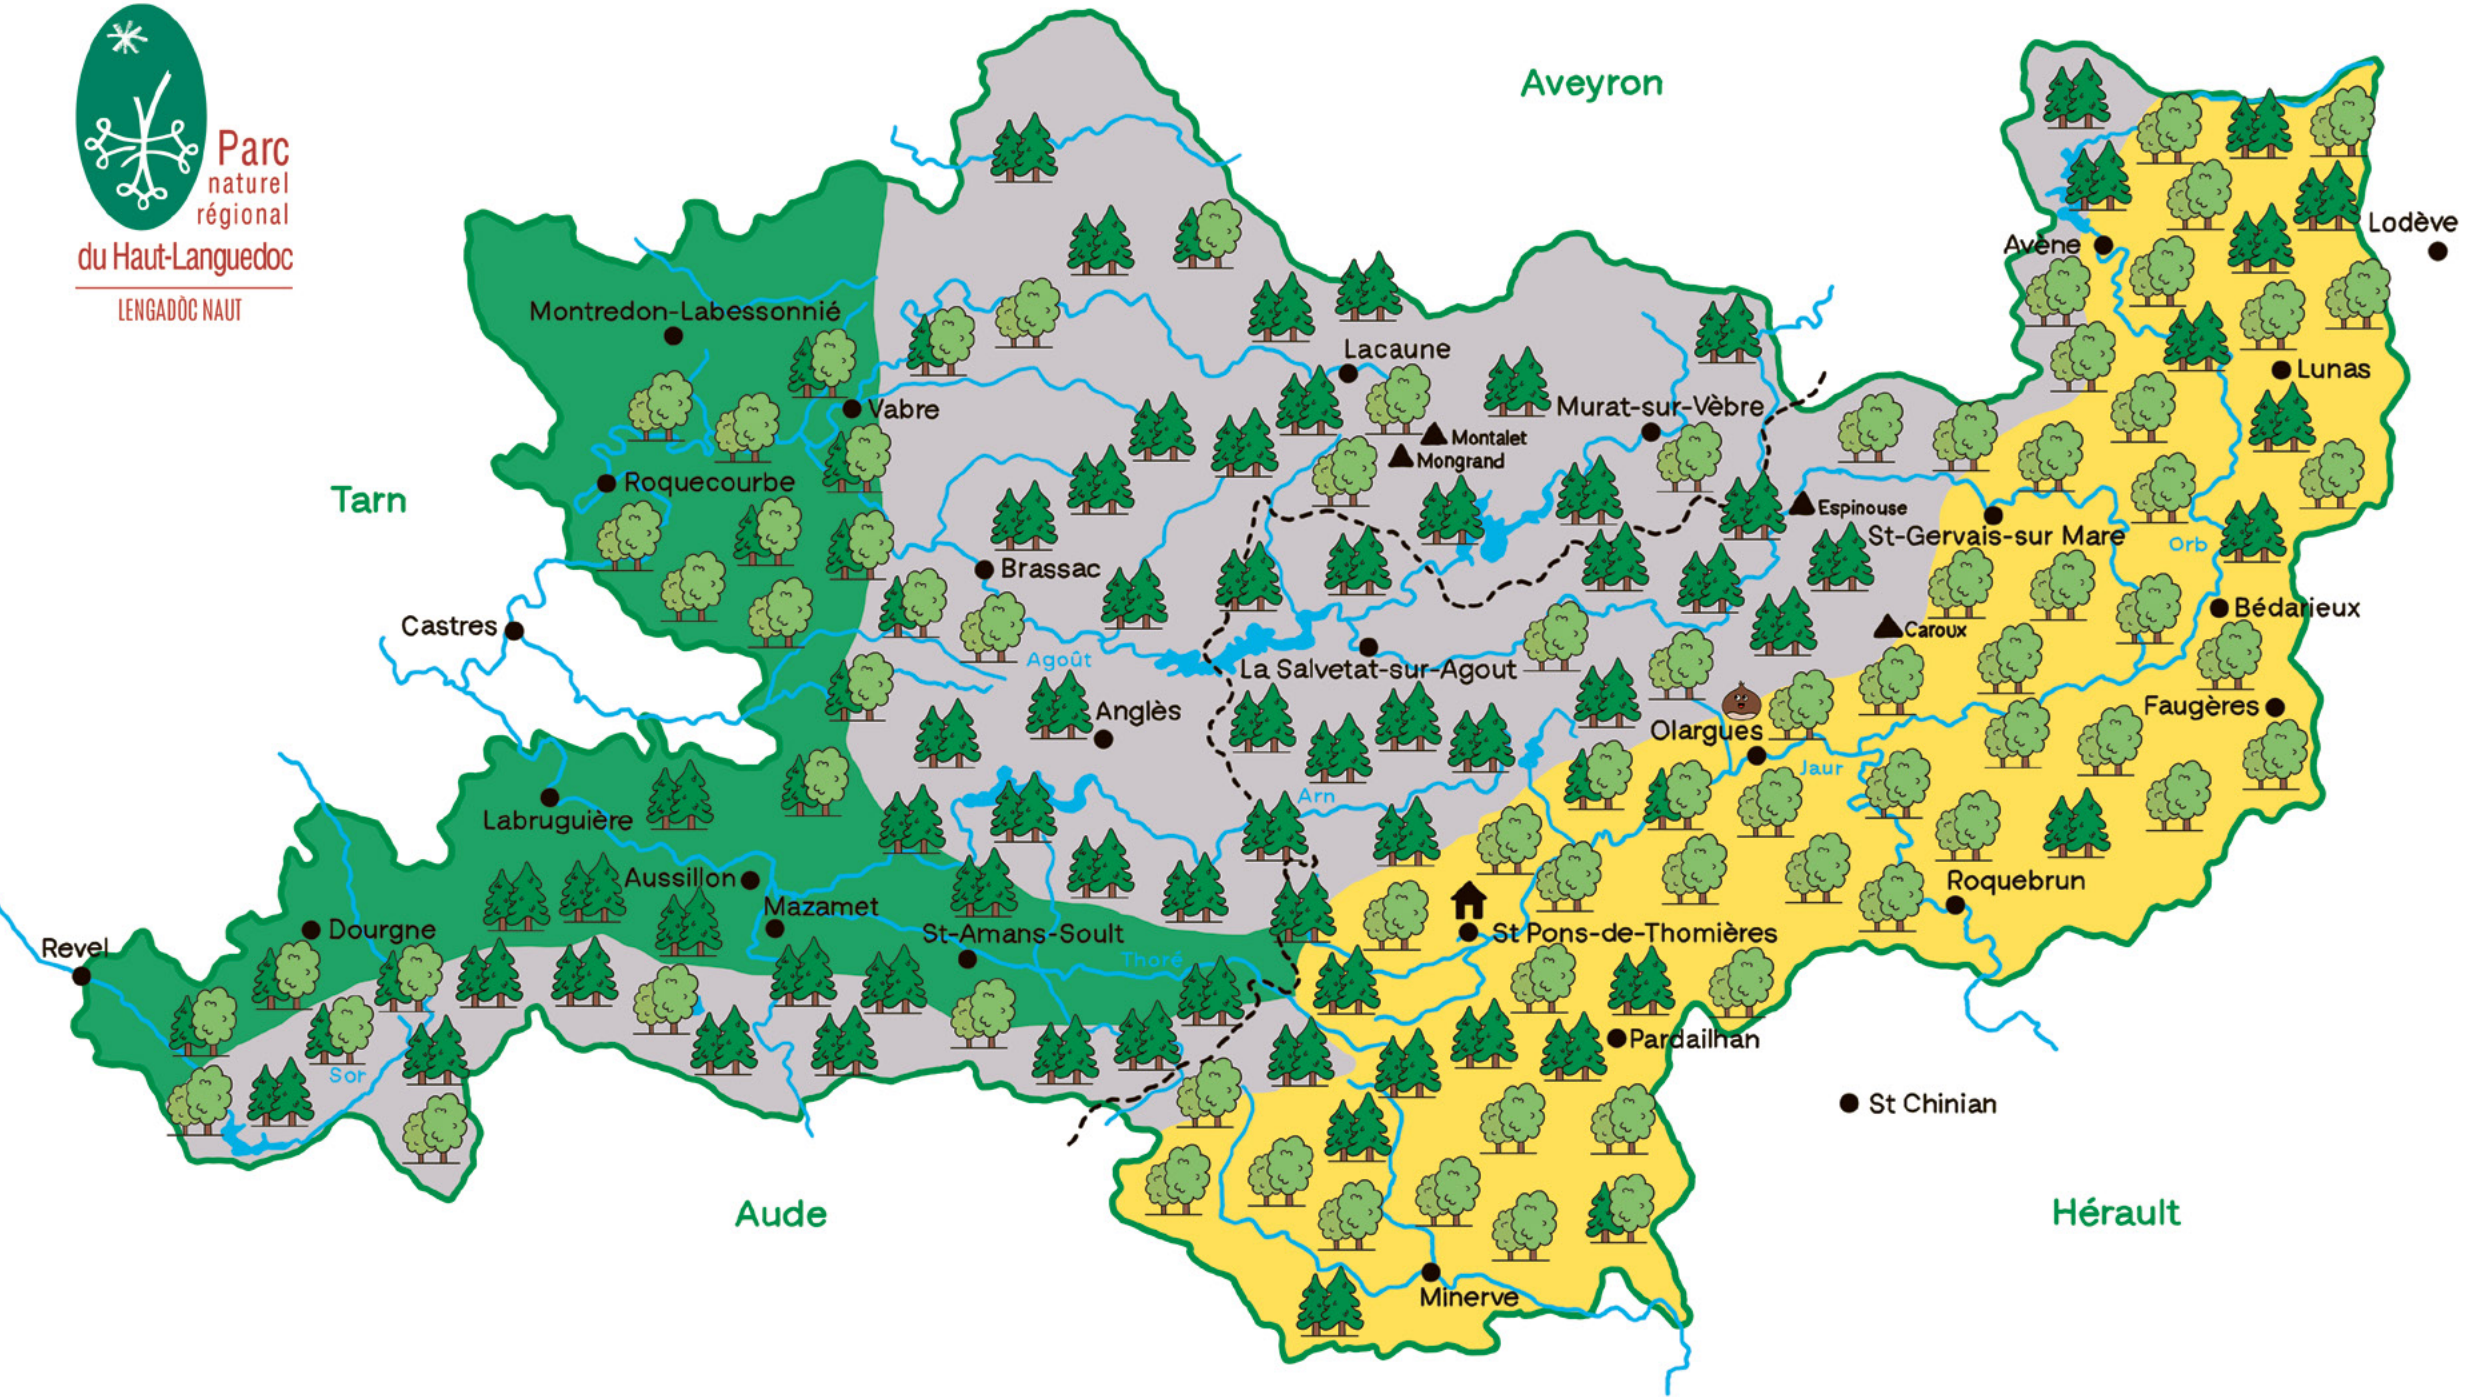 Parc
naturel
régional
du Haut-Languedoc
LENGADÒC NAUT
Aveyron
Lodève
Avène
Montredon-Labessonnié
Lacaune
Lunas
Vabre
Murat-sur-Vèbre
Montalet
Mongrand
Roquecourbe
Tarn
Espinouse
St-Gervais-sur Mare
Orb
Brassac
Bédarieux
Castres
Caroux
Agoût
La Salvetat-sur-Agout
Anglès
Faugères
Olargues
Jaur
Arn
Labruguière
Aussillon
Roquebrun
Mazamet
Dourgne
St-Amans-Soult
St Pons-de-Thomières
Revel
Thoré
Pardailhan
Sor
St Chinian
Aude
Hérault
Minerve